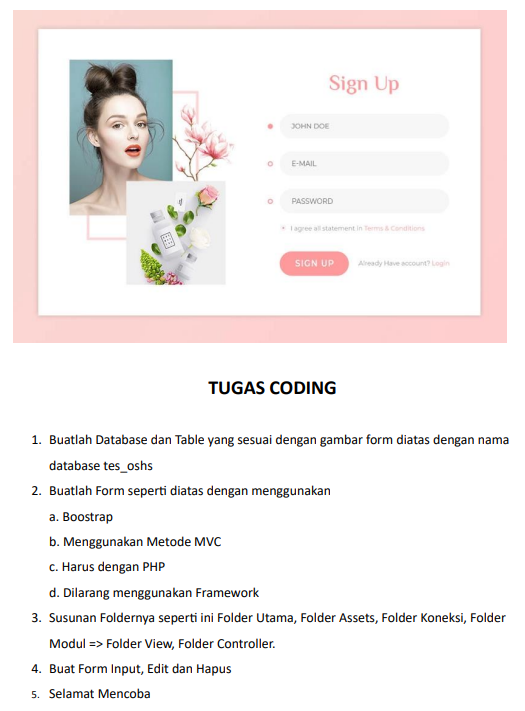 Sign Up
JOHN DOE
E-MAIL
PASSWORD
I agree all statement in Terms & Conditions
SIGN UP Already Have account? Login
TUGAS CODING
1. Buatlah Database dan Table yang sesuai dengan gambar form diatas dengan nama
database tes_oshs
2. Buatlah Form seperti diatas dengan menggunakan
a. Boostrap
b. Menggunakan Metode MVC
c. Harus dengan PHP
d. Dilarang menggunakan Framework
3. Susunan Foldernya seperti ini Folder Utama, Folder Assets, Folder Koneksi, Folder
Modul => Folder View, Folder Controller.
4. Buat Form Input, Edit dan Hapus
5. Selamat Mencoba